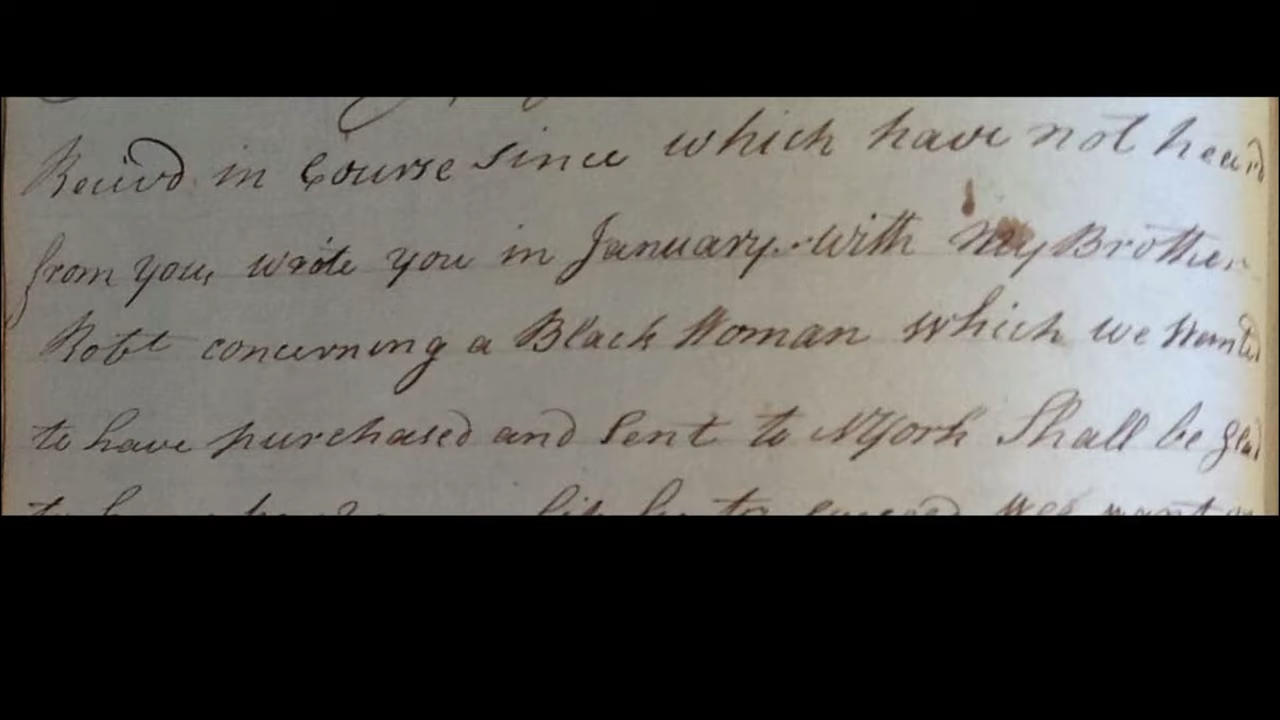 Recivd in Course since which have not heard
from you, wrote you in January with my Brother
Robt concerning a Black Woman which we Wanted
to have purchased and Sent to NYork Shall be glad